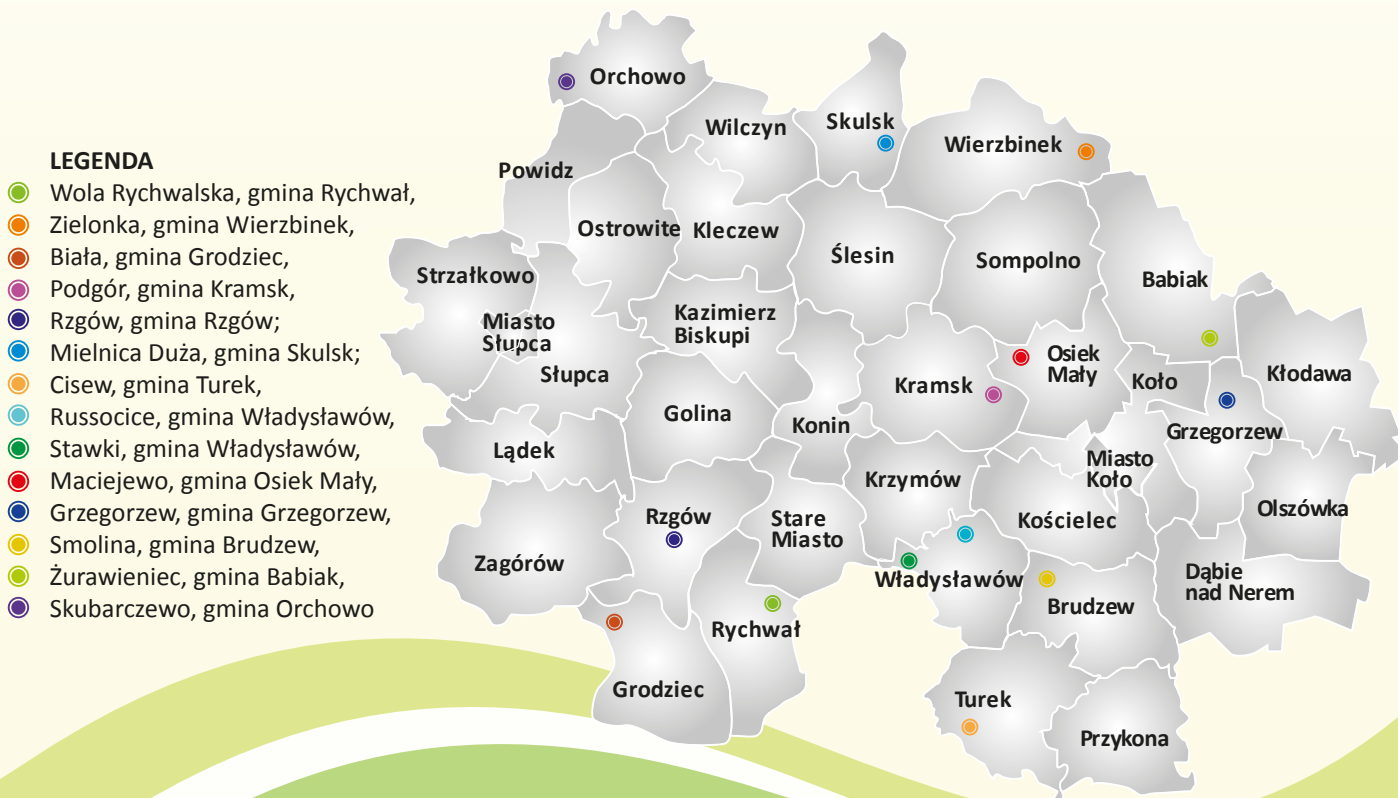 LEGENDA
Wola Rychwalska, gmina Rychwał,
Zielonka, gmina Wierzbinek,
Biała, gmina Grodziec,
Podgór, gmina Kramsk,
Rzgów, gmina Rzgów;
Mielnica Duża, gmina Skulsk;
Cisew, gmina Turek,
Russocice, gmina Władysławów,
Stawki, gmina Władysławów,
Maciejewo, gmina Osiek Mały,
Grzegorzew, gmina Grzegorzew,
Smolina, gmina Brudzew,
Żurawieniec, gmina Babiak,
Skubarczewo, gmina Orchowo
Orchowo
Wilczyn
Skulsk
Wierzbinek
Powidz
Ostrowite
Kleczew
Ślesin
Sompolno
Babiak
Strzałkowo
Miasto
Słupca
Słupca
Kazimierz
Biskupi
Golina
Konin
Kramsk
Osiek
Mały
Koło
Kłodawa
Grzegorzew
Lądek
Miasto
Koło
Krzymów
Kościelec
Olszówka
Rzgów
Stare
Miasto
Zagórów
Władysławów
Brudzew
Dąbie
nad Nerem
Rychwał
Grodziec
Turek
Przykona